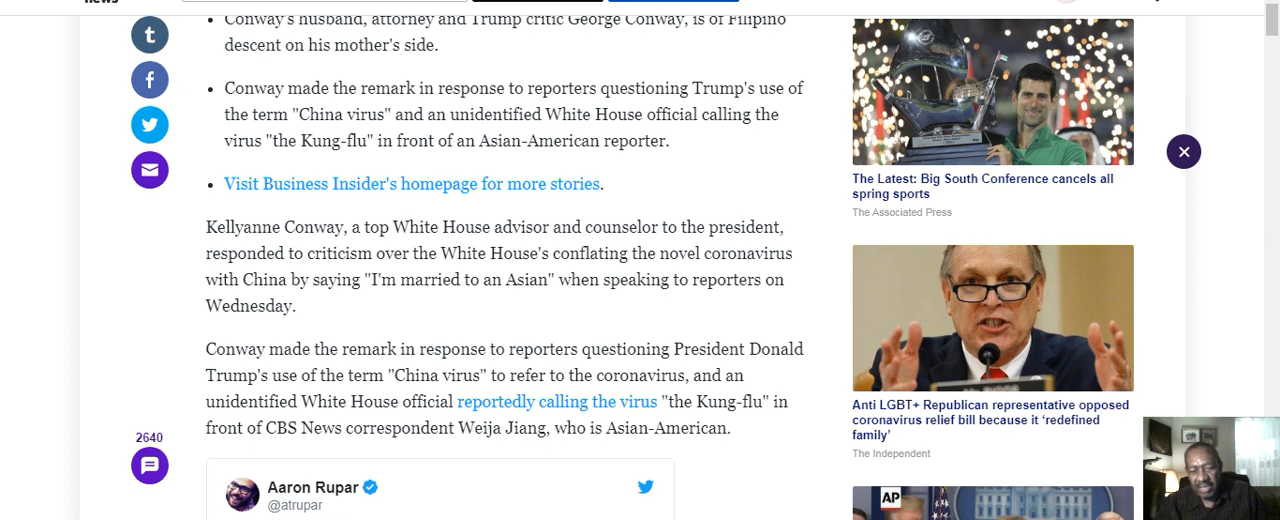 news
Conway's husband, attorney and Trump critic George Conway, is of Filipino
descent on his mother's side.
Conway made the remark in response to reporters questioning Trump's use of
the term "China virus" and an unidentified White House official calling the
virus "the Kung-flu" in front of an Asian-American reporter.
Visit Business Insider's homepage for more stories.
Kellyanne Conway, a top White House advisor and counselor to the president,
responded to criticism over the White House's conflating the novel coronavirus
with China by saying "I'm married to an Asian" when speaking to reporters on
Wednesday.
Conway made the remark in response to reporters questioning President Donald
Trump's use of the term "China virus" to refer to the coronavirus, and an
unidentified White House official reportedly calling the virus "the Kung-flu" in
front of CBS News correspondent Weija Jiang, who is Asian-American.
2640
Aaron Rupar
@atrupar
The Latest: Big South Conference cancels all
spring sports
The Associated Press
Anti LGBT+ Republican representative opposed
coronavirus relief bill because it ‘redefined
family’
The Independent
AP